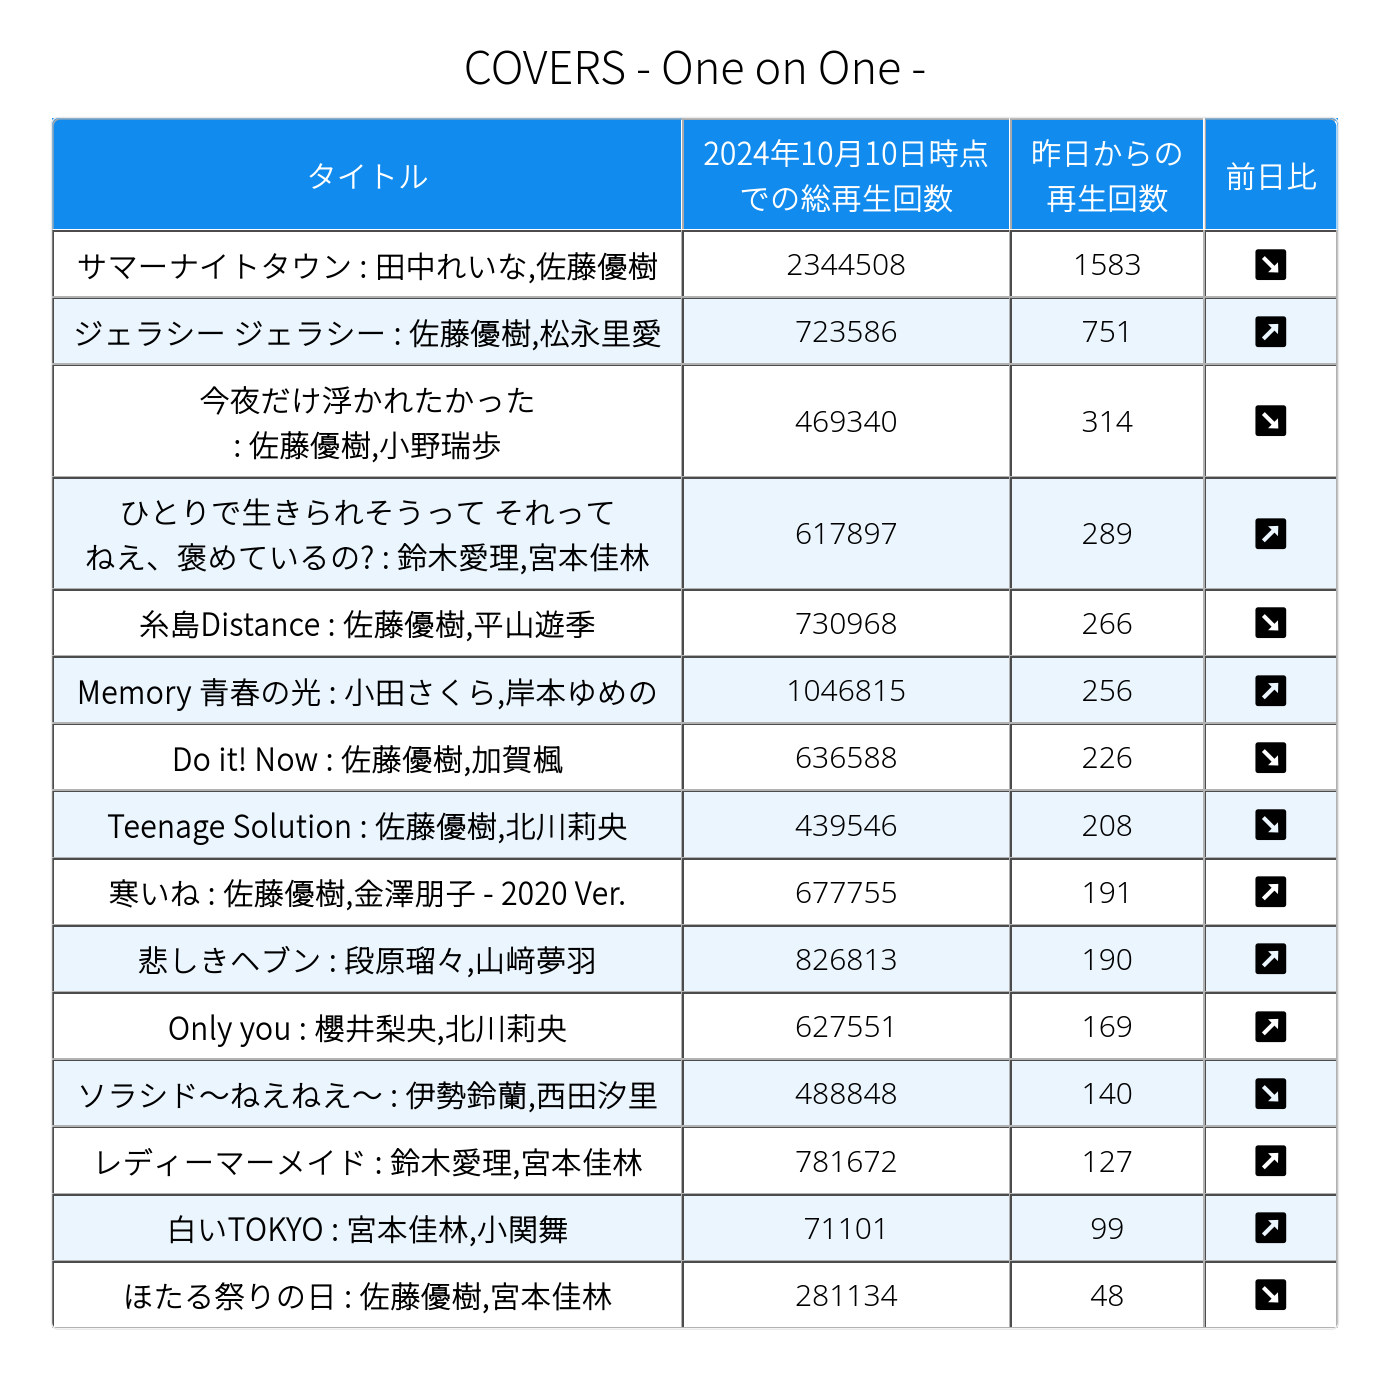 COVERS - One on One -
タイトル
2024年10月10日時点
での総再生回数
昨日からの
再生回数
前日比
サマーナイトタウン : 田中れいな,佐藤優樹
2344508
1583
ジェラシー ジェラシー : 佐藤優樹,松永里愛
723586
751
今夜だけ浮かれたかった
: 佐藤優樹,小野瑞歩
469340
314
ひとりで生きられそうって それって
ねえ、褒めているの? : 鈴木愛理,宮本佳林
617897
289
糸島Distance : 佐藤優樹,平山遊季
730968
266
Memory 青春の光 : 小田さくら,岸本ゆめの
1046815
256
Do it! Now : 佐藤優樹,加賀楓
636588
226
Teenage Solution : 佐藤優樹,北川莉央
439546
208
寒いね : 佐藤優樹,金澤朋子 - 2020 Ver.
677755
191
悲しきヘブン : 段原瑠々,山﨑夢羽
826813
190
Only you : 櫻井梨央,北川莉央
627551
169
ソラシド〜ねえねえ〜 : 伊勢鈴蘭,西田汐里
488848
140
レディーマーメイド : 鈴木愛理,宮本佳林
781672
127
白いTOKYO : 宮本佳林,小関舞
71101
99
ほたる祭りの日 : 佐藤優樹,宮本佳林
281134
48